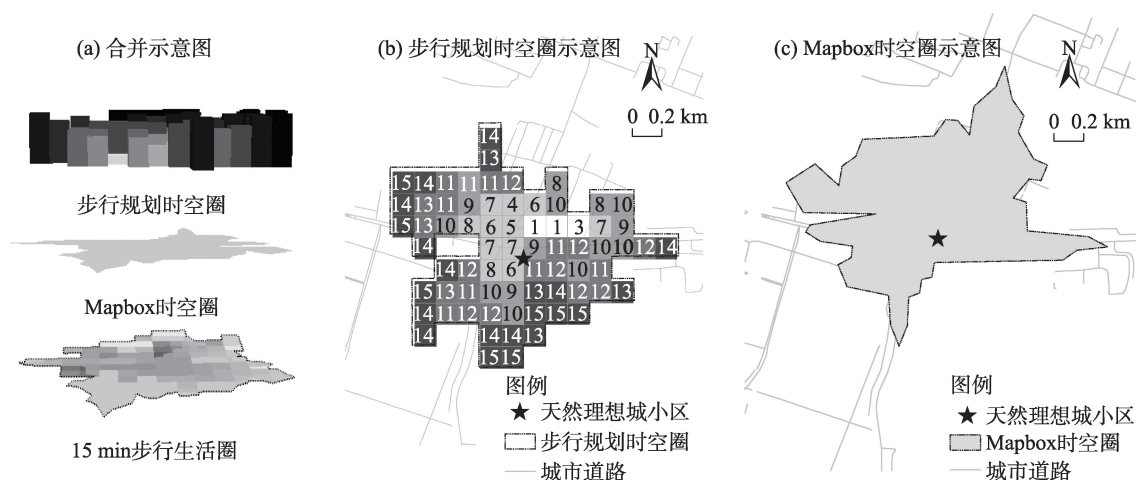 (a) 合并示意图
步行规划时空圈
Mapbox时空圈
15 min步行生活圈
(b) 步行规划时空圈示意图
N
0 0.2 km
14
13
15 14 11 11 11 12 8
14 13 11 9 7 4 6 10 8 10
15 13 10 8 6 5 1 1 3 7 9
14 7 7 9 11 12 10 10 12 14
14 12 8 6 11 12 10 11
15 13 11 10 9 13 14 12 12 13
14 11 12 12 10 15 15 15
14 14 14 13
15 15
图例
天然理想城小区
步行规划时空圈
城市道路
(c) Mapbox时空圈示意图
N
0 0.2 km
图例
天然理想城小区
Mapbox时空圈
城市道路